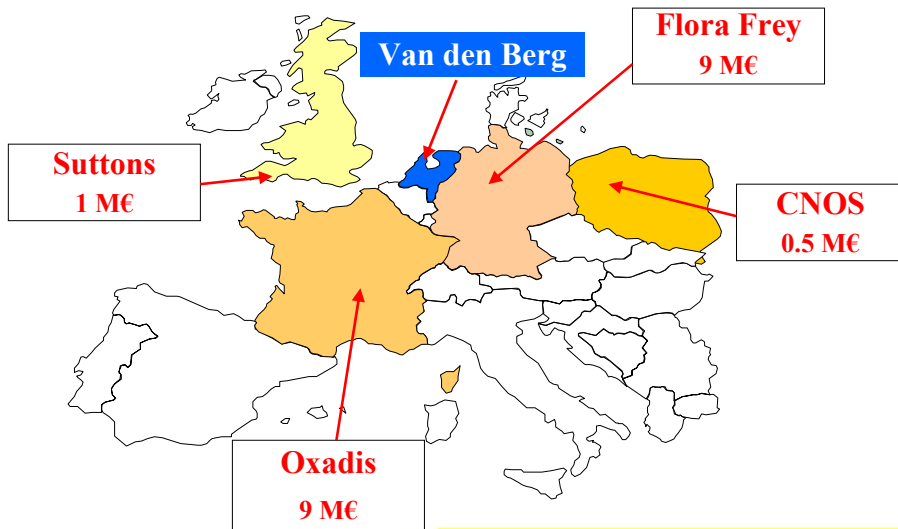 Flora Frey
9 M€
Van den Berg
Suttons
1 M€
CNOS
0.5 M€
Oxadis
9 M€